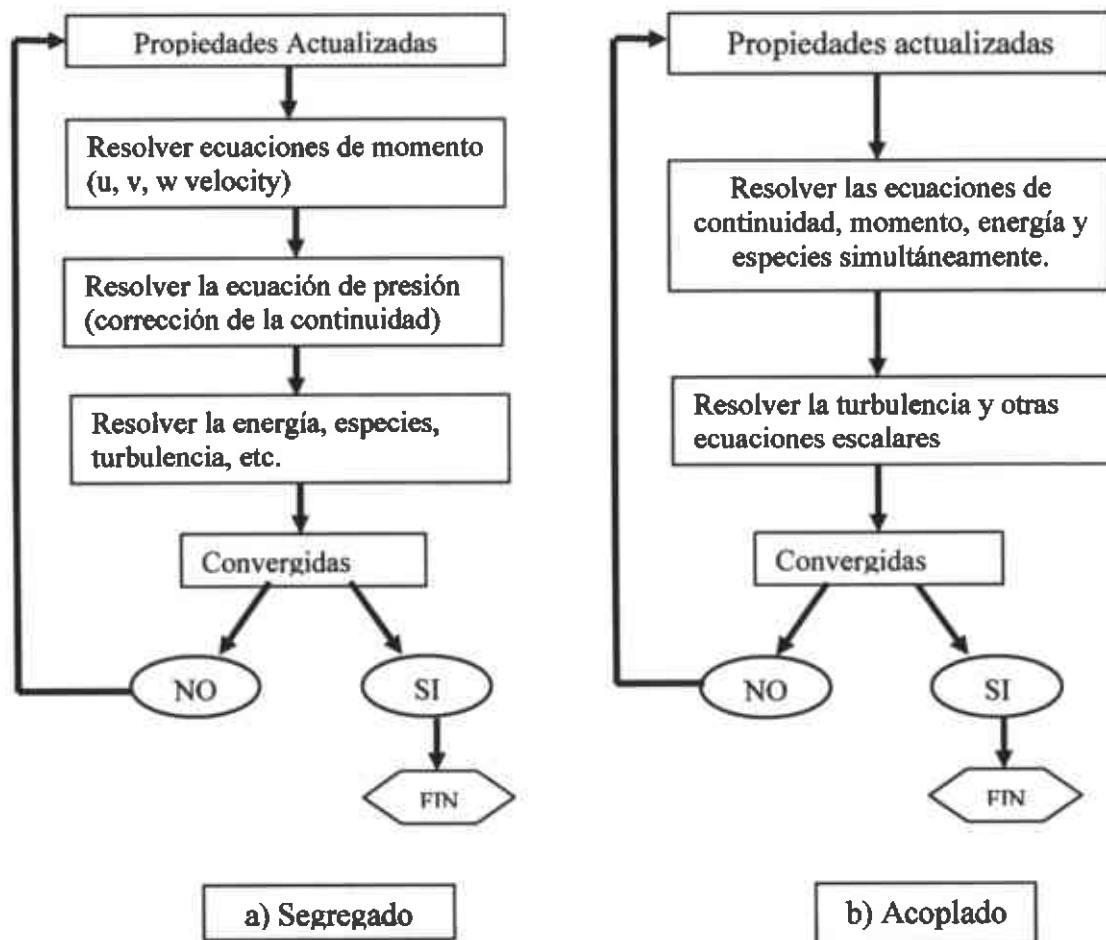 Propiedades Actualizadas
Resolver ecuaciones de momento
(u, v, w velocity)
Resolver la ecuación de presión
(corrección de la continuidad)
Resolver la energía, especies,
turbulencia, etc.
Convergidas
NO
SI
FIN
a) Segregado
Propiedades actualizadas
Resolver las ecuaciones de
continuidad, momento, energía y
especies simultáneamente.
Resolver la turbulencia y otras
ecuaciones escalares
Convergidas
NO
SI
FIN
b) Acoplado